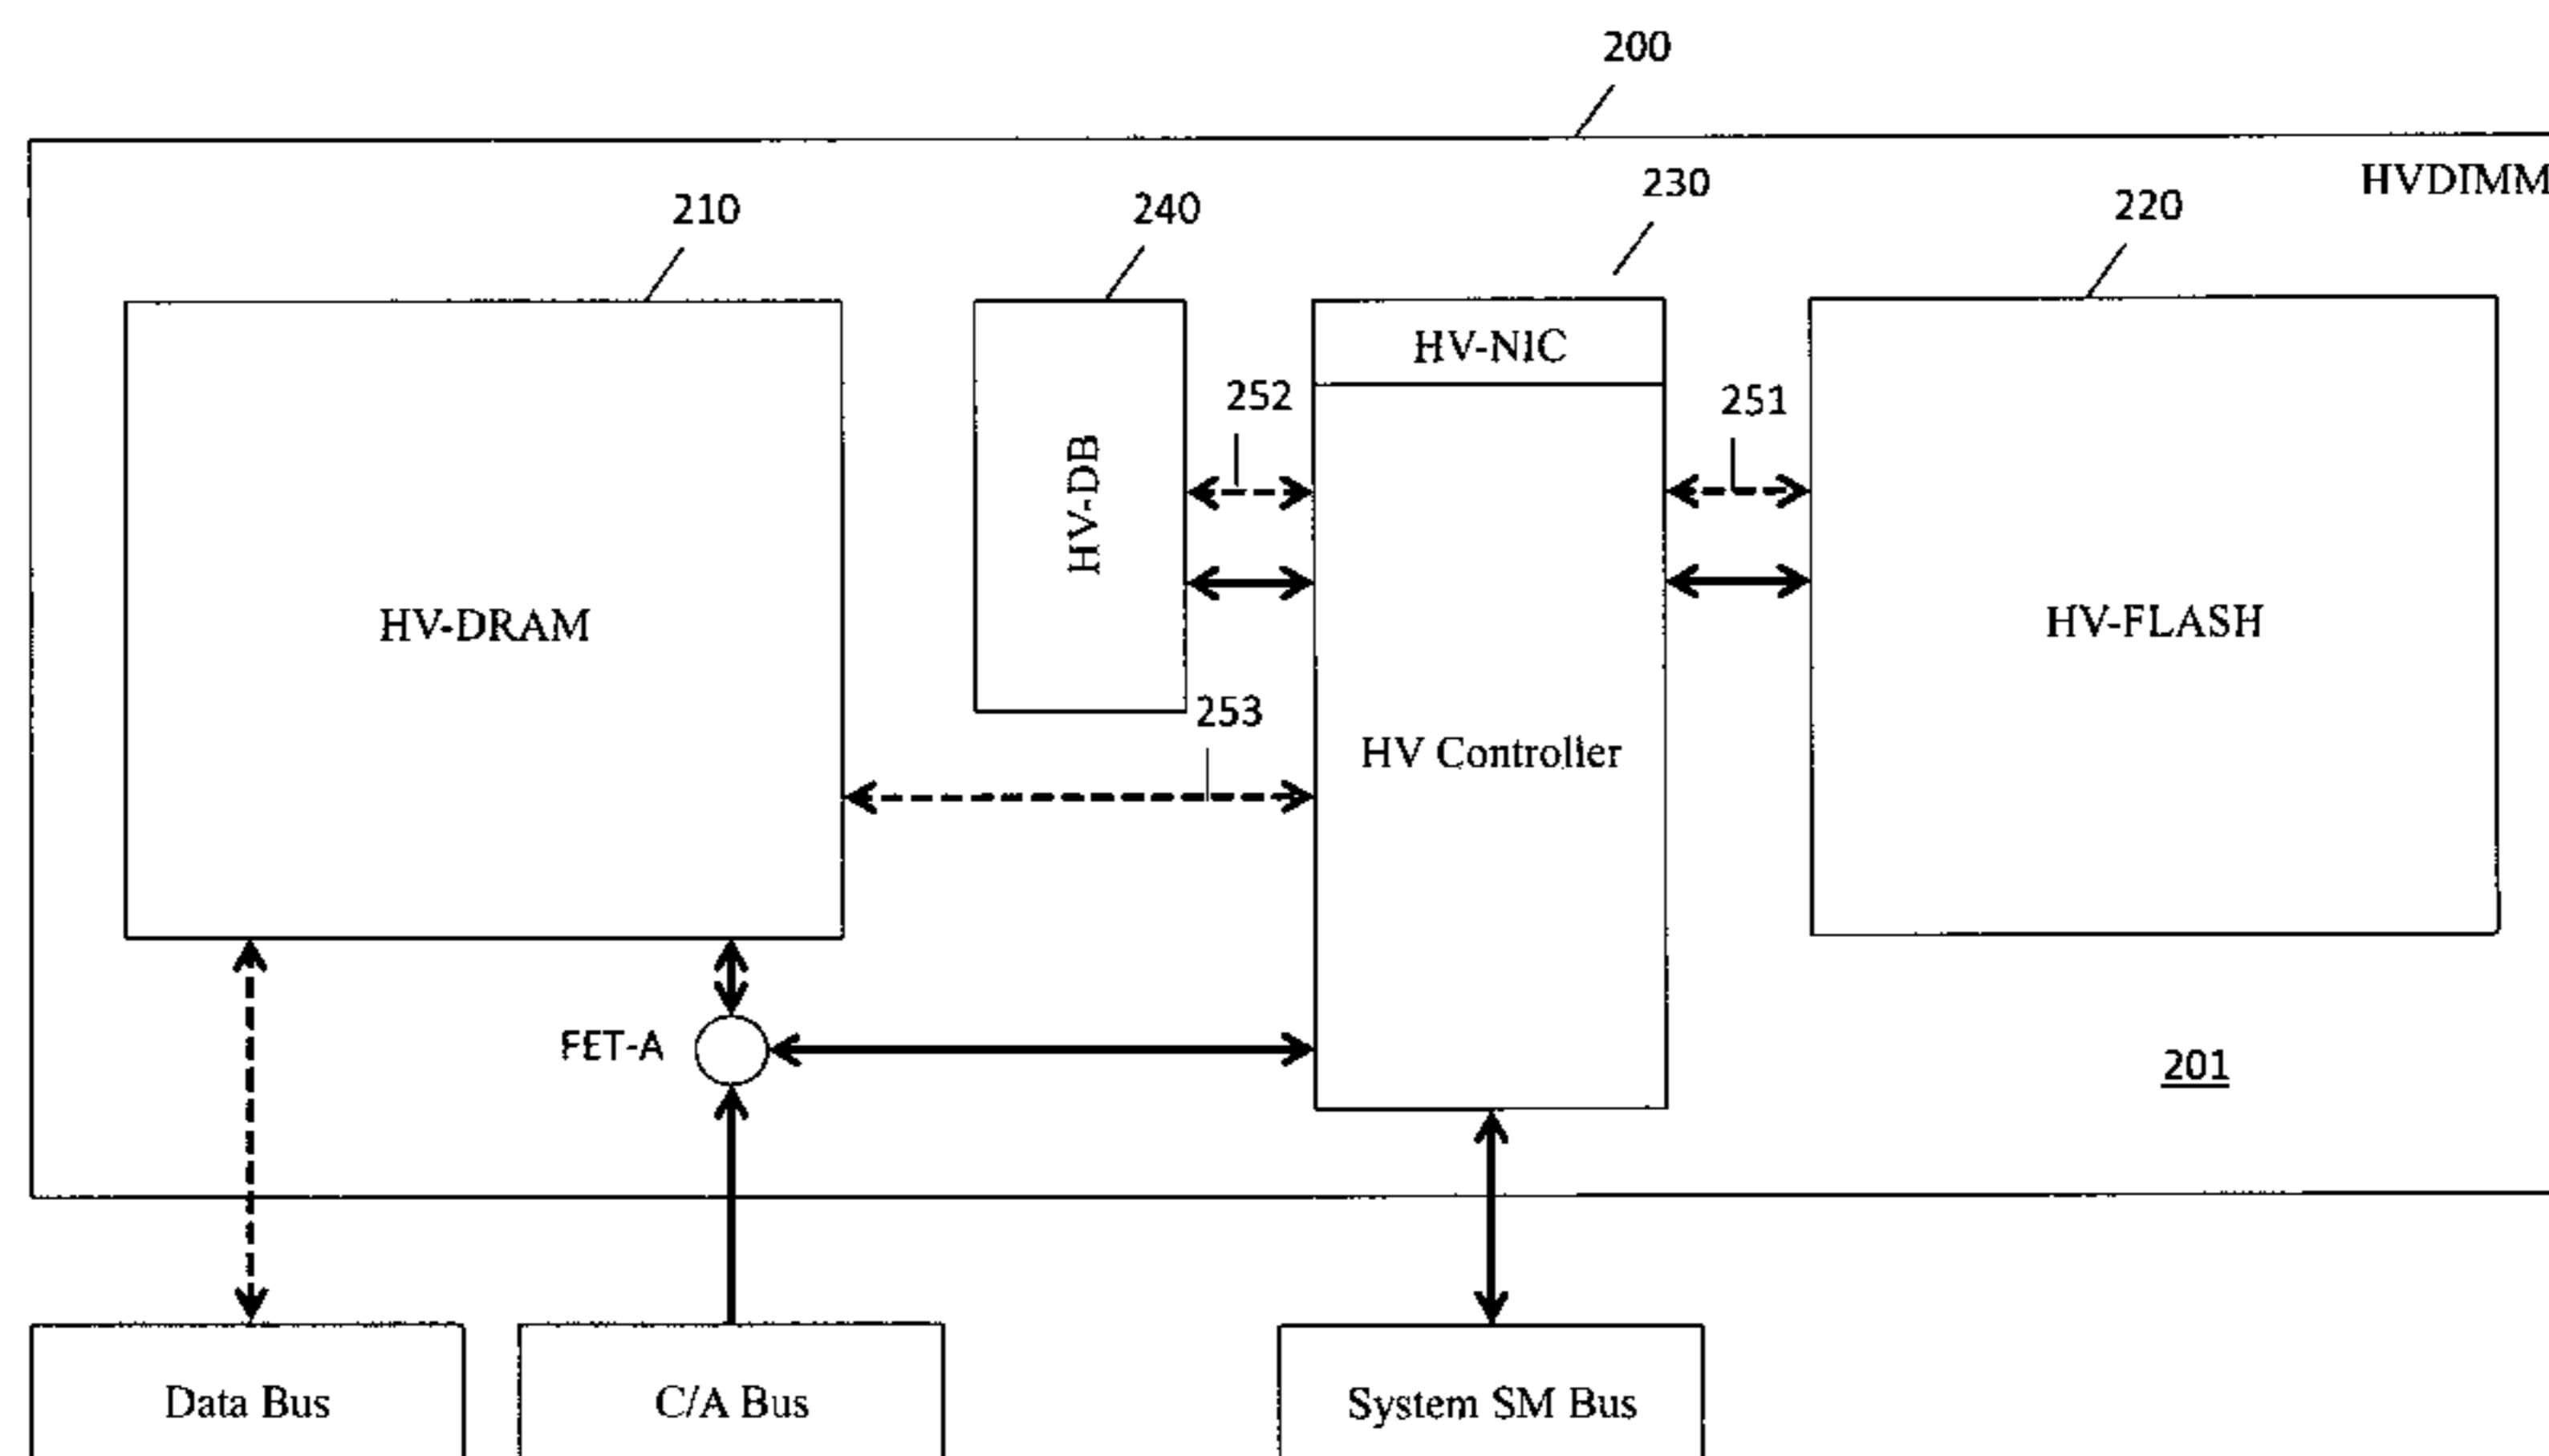 200
HVDIMM
210
240
230
220
HV-NIC
252
251
HV-DB
HV-DRAM
HV-FLASH
253
HV Controller
FET-A
201
Data Bus
C/A Bus
System SM Bus